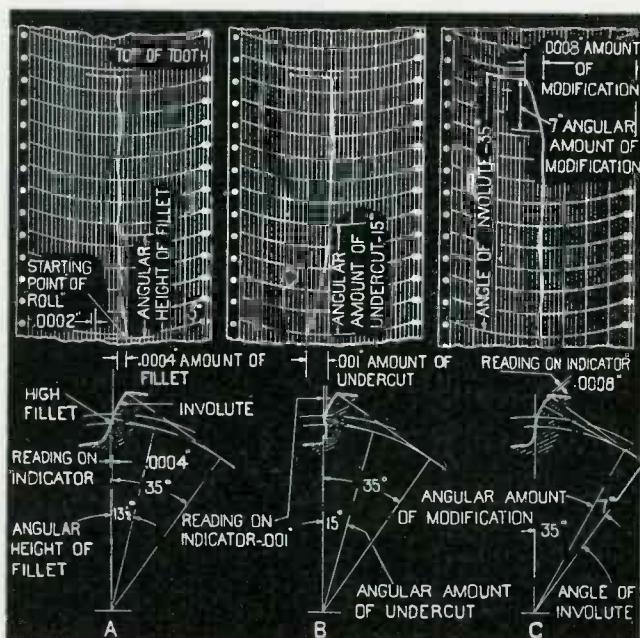 TOP OF TOOTH
ANGULAR
HEIGHT OF FILLET
STARTING
POINT OF
ROLL
.0002"
ANGULAR
AMOUNT OF
UNDERCUT-15°
.0008" AMOUNT
OF
MODIFICATION
7° ANGULAR
AMOUNT OF
MODIFICATION
ANGLE OF INVOLUTE-35°
.0004" AMOUNT OF
FILLET
.001" AMOUNT OF
UNDERCUT
READING ON INDICATOR
.0008"
HIGH
FILLET
INVOLUTE
READING ON
INDICATOR
.0004"
35°
ANGULAR
HEIGHT OF
FILLET
READING ON
INDICATOR-.001"
35°
15°
ANGULAR AMOUNT
OF UNDERCUT
ANGULAR AMOUNT
OF MODIFICATION
35°
ANGLE OF
INVOLUTE
A
B
C